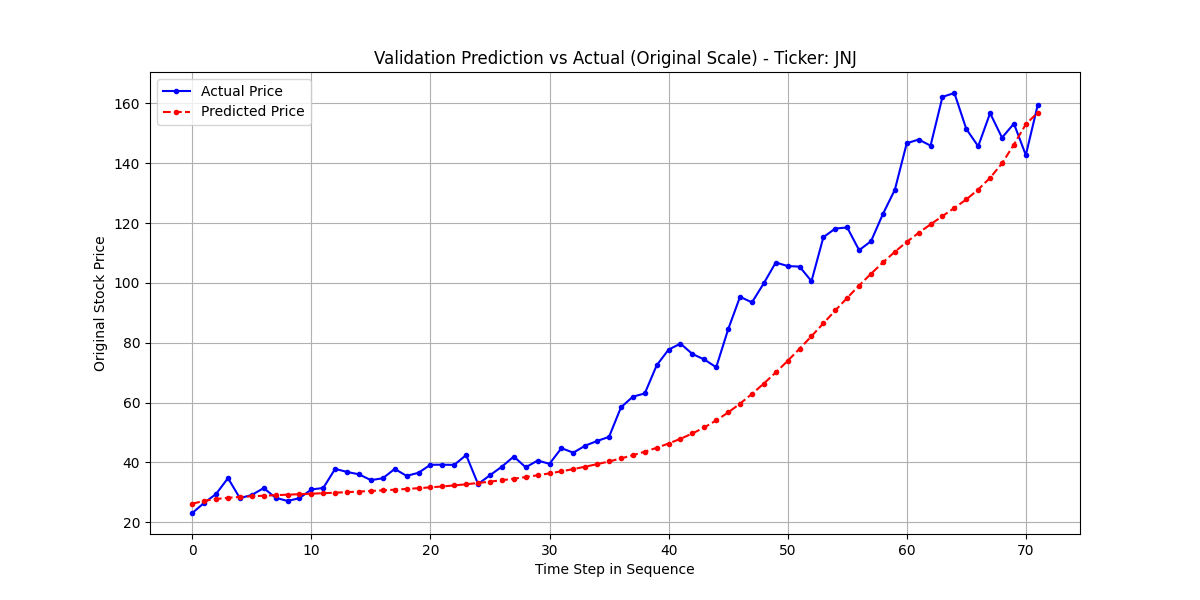 Validation Prediction vs Actual (Original Scale) - Ticker: JNJ
Actual Price
Predicted Price
160
140
120
100
80
60
40
20
Original Stock Price
0 10 20 30 40 50 60 70
Time Step in Sequence